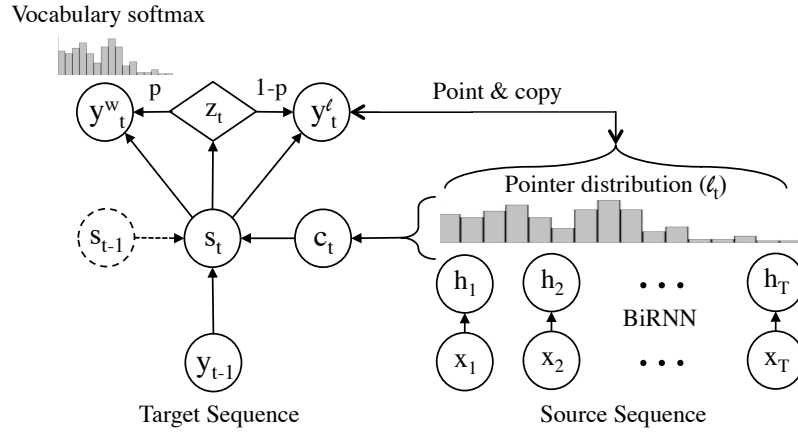 Vocabulary softmax
p
1-p
y^w_t
z_t
y^ℓ_t
Point & copy
Pointer distribution (ℓ_t)
s_{t-1}
s_t
c_t
h_1
h_2
...
h_T
BiRNN
y_{t-1}
x_1
x_2
...
x_T
Target Sequence
Source Sequence